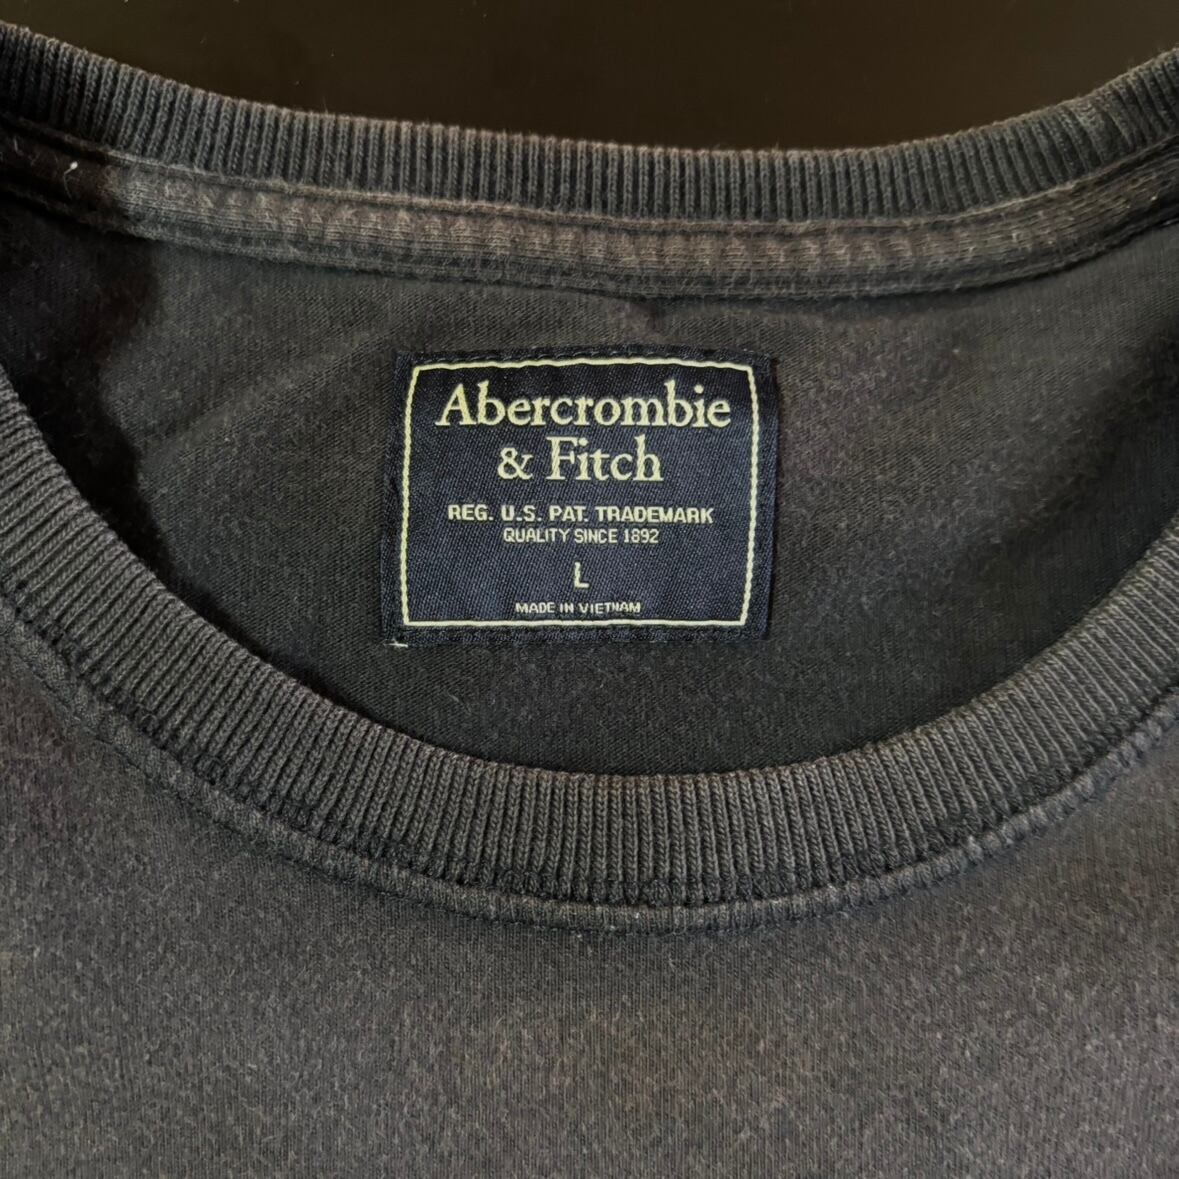 Abercrombie
& Fitch
REG. U.S. PAT. TRADEMARK
QUALITY SINCE 1892
L
MADE IN VIETNAM